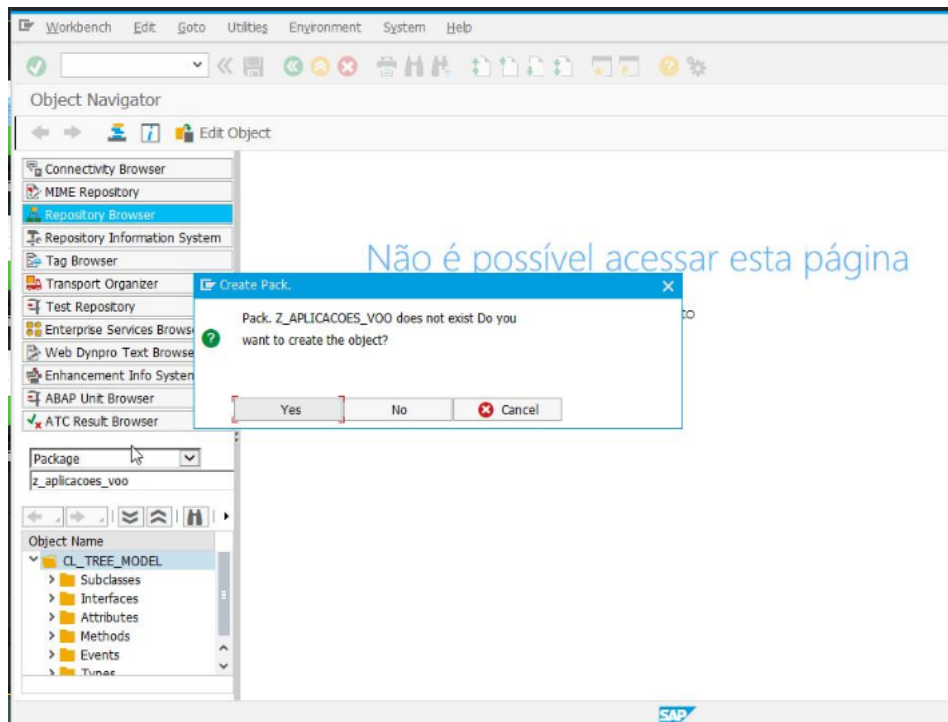 Workbench Edit Goto Utilities Environment System Help
Object Navigator
Edit Object
Connectivity Browser
MIME Repository
Repository Browser
Repository Information System
Tag Browser
Transport Organizer
Test Repository
Enterprise Services Browse
Web Dynpro Text Browse
Enhancement Info System
ABAP Unit Browser
ATC Result Browser
Package
z_aplicacoes_voo
Object Name
CL_TREE_MODEL
Subclasses
Interfaces
Attributes
Methods
Events
Types
Não é possível acessar esta página
to
Create Pack.
Pack. Z_APLICACOES_VOO does not exist Do you
want to create the object?
Yes No Cancel
SAP